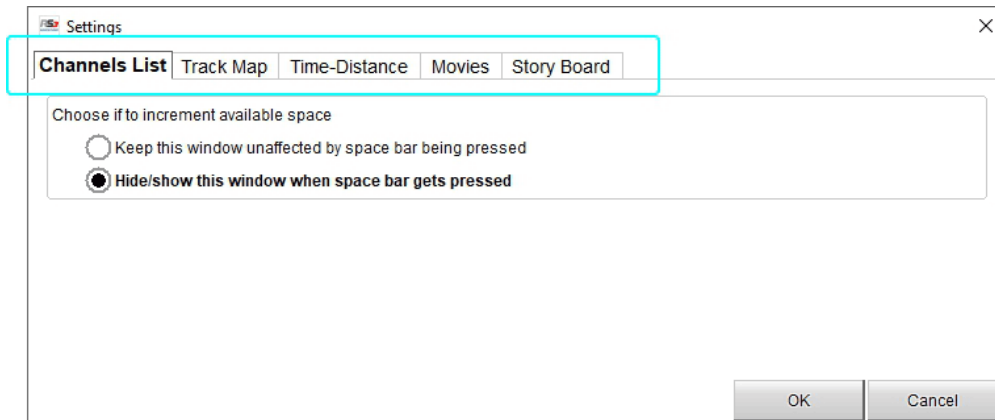 RS3 Settings
Channels List Track Map Time-Distance Movies Story Board
Choose if to increment available space
Keep this window unaffected by space bar being pressed
Hide/show this window when space bar gets pressed
OK Cancel